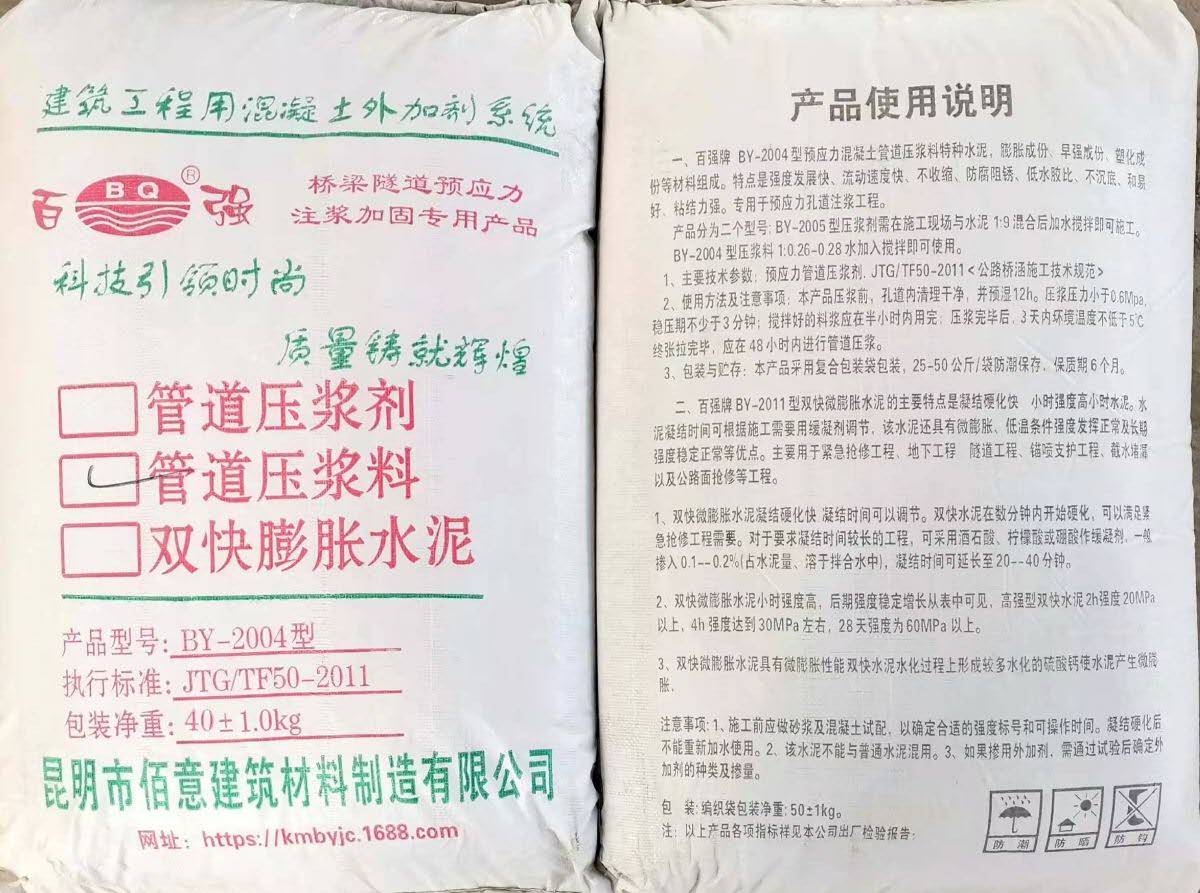 建筑工程用混凝土外加剂系统
百 BQ® 强
桥梁隧道预应力
注浆加固专用产品
科技引领时尚
质量铸就辉煌
管道压浆剂
管道压浆料
双快膨胀水泥
产品型号: BY-2004型
执行标准: JTG/TF50-2011
包装净重: 40±1.0kg
昆明市佰意建筑材料制造有限公司
网址: https://kmbyjc.1688.com
产品使用说明
一、百强牌 BY-2004型预应力混凝土管道压浆料特种水泥, 膨胀成份、早强成份、塑化成
份等材料组成。特点是强度发展快、流动速度快、不收缩、防腐阻锈、低水胶比、不沉底、和易
好、粘结力强。专用于预应力孔道注浆工程。
产品分为二个型号: BY-2005型压浆剂需在施工现场与水泥 1:9 混合后加水搅拌即可施工。
BY-2004 型压浆料 1:0.26-0.28 水加入搅拌即可使用。
1、主要技术参数: 预应力管道压浆剂. JTG/TF50-2011<公路桥涵施工技术规范>
2、使用方法及注意事项: 本产品压浆前, 孔道内清理干净, 并预湿12h。压浆压力小于0.6Mpa,
稳压期不少于3分钟; 搅拌好的料浆应在半小时内用完; 压浆完毕后, 3天内环境温度不低于5℃
终张拉完毕, 应在48小时内进行管道压浆。
3、包装与贮存: 本产品采用复合包装袋包装, 25-50公斤/袋防潮保存, 保质期6个月。
二、百强牌BY-2011型双快微膨胀水泥的主要特点是凝结硬化快 小时强度高小时水泥。水
泥凝结时间可根据施工需要用缓凝剂调节, 该水泥还具有微膨胀、低温条件强度发挥正常及长期
强度稳定正常等优点。主要用于紧急抢修工程、地下工程 隧道工程、锚喷支护工程、截水堵漏
以及公路面抢修等工程。
1、双快微膨胀水泥凝结硬化快 凝结时间可以调节。双快水泥在数分钟内开始硬化, 可以满足紧
急抢修工程需要。对于要求凝结时间较长的工程, 可采用酒石酸、柠檬酸或硼酸作缓凝剂, 一般
掺入0.1--0.2%(占水泥量、溶于拌合水中), 凝结时间可延长至20--40分钟。
2、双快微膨胀水泥小时强度高, 后期强度稳定增长从表中可见, 高强型双快水泥2h强度20MPa
以上, 4h强度达到30MPa左右, 28天强度为60MPa以上。
3、双快微膨胀水泥具有微膨胀性能双快水泥水化过程上形成较多水化的硫酸钙使水泥产生微膨
胀.
注意事项: 1、施工前应做砂浆及混凝土试配, 以确定合适的强度标号和可操作时间。凝结硬化后
不能重新加水使用。2、该水泥不能与普通水泥混用。3、如果掺用外加剂, 需通过试验后确定外
加剂的种类及掺量。
包 装: 编织袋包装净重: 50±1kg。
注: 以上产品各项指标祥见本公司出厂检验报告:
防潮 防晒 防钩